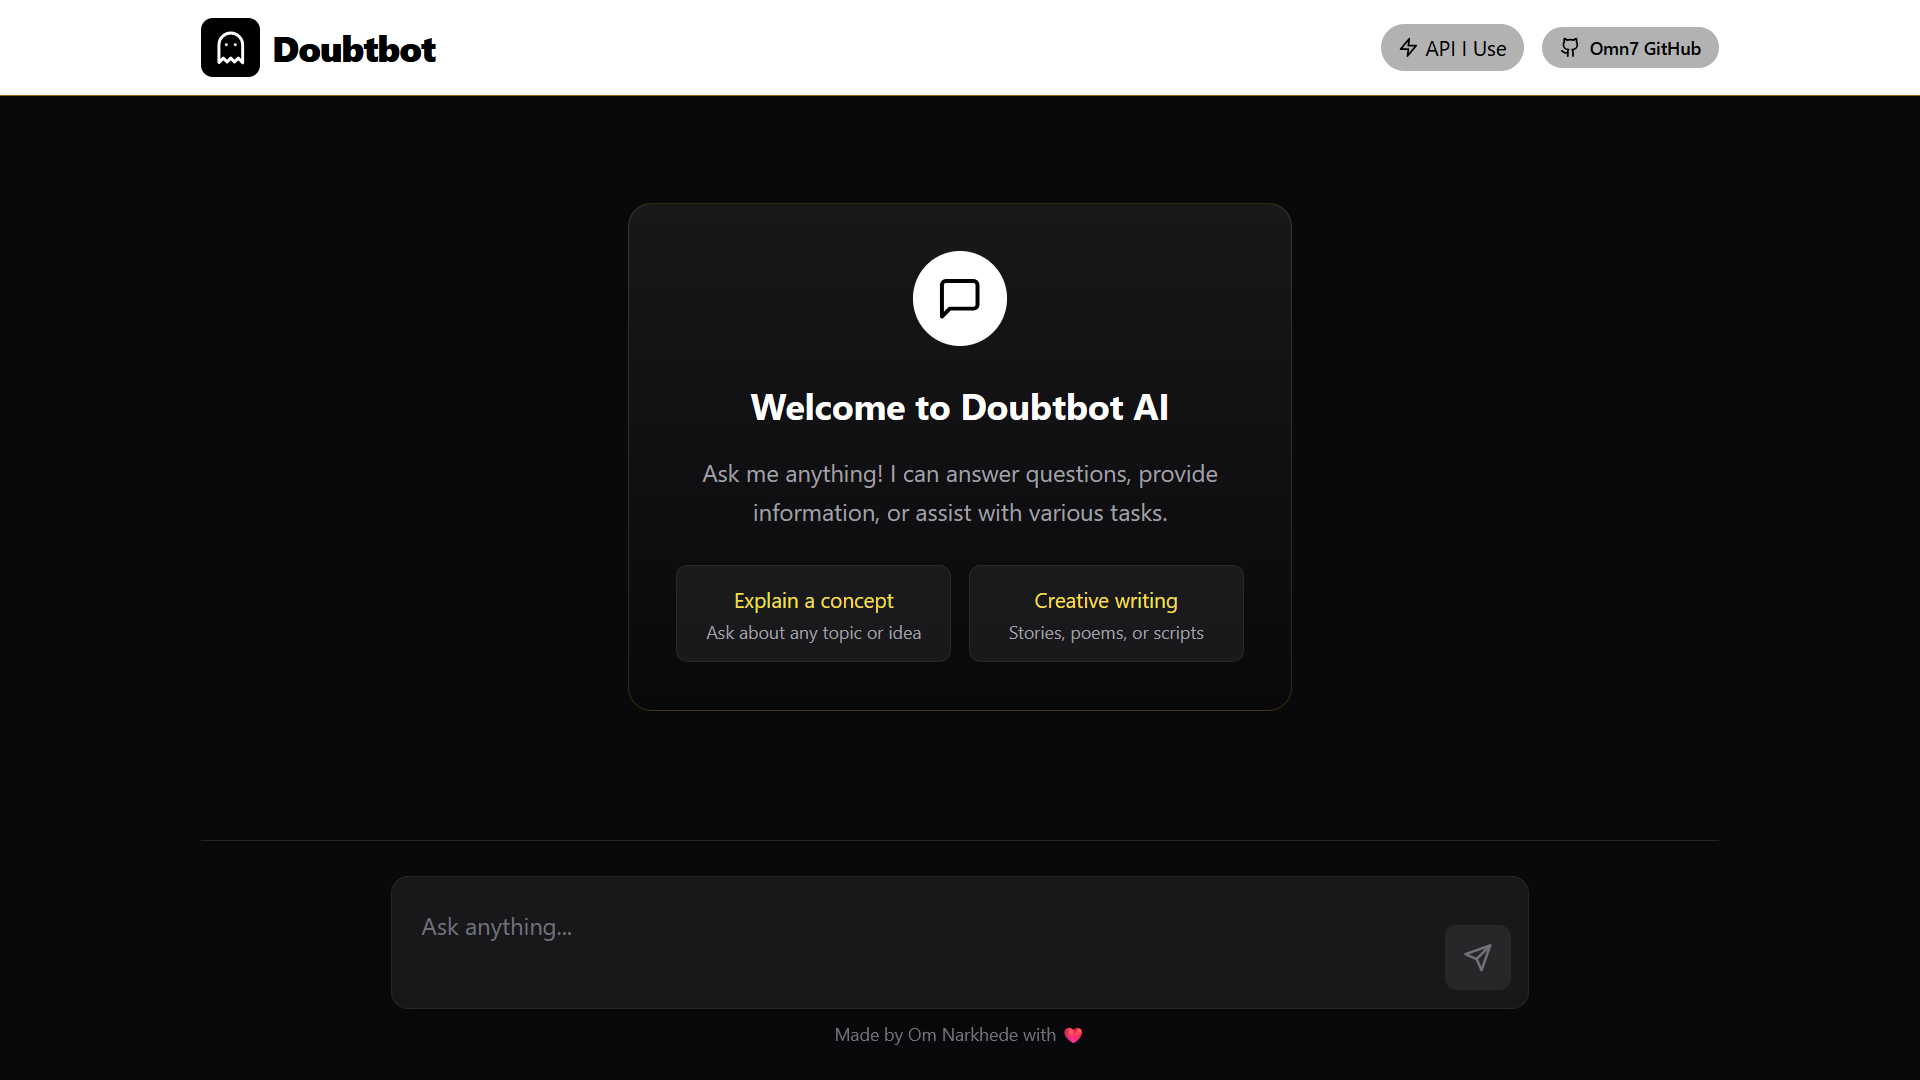 Doubtbot
API I Use
Omn7 GitHub
Welcome to Doubtbot AI
Ask me anything! I can answer questions, provide
information, or assist with various tasks.
Explain a concept
Ask about any topic or idea
Creative writing
Stories, poems, or scripts
Ask anything...
Made by Om Narkhede with ❤️